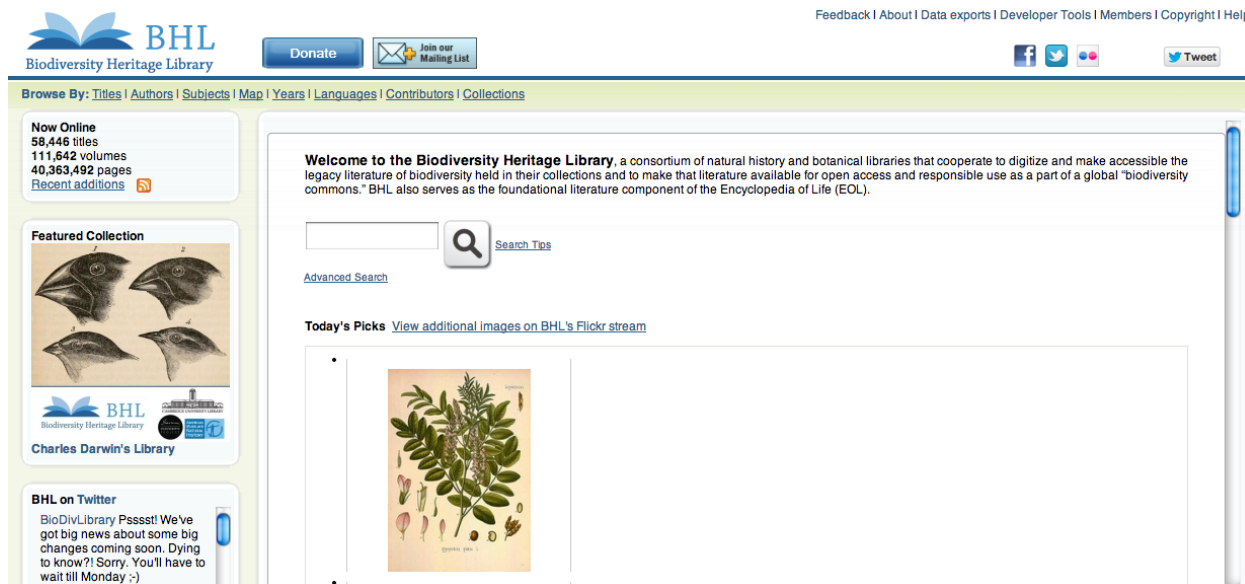 Feedback | About | Data exports | Developer Tools | Members | Copyright | Help
BHL
Biodiversity Heritage Library
Donate
Join our
Mailing List
Tweet
Browse By: Titles | Authors | Subjects | Map | Years | Languages | Contributors | Collections
Now Online
58,446 titles
111,642 volumes
40,363,492 pages
Recent additions
Featured Collection
1 2
3 4
BHL
Biodiversity Heritage Library
Charles Darwin's Library
BHL on Twitter
BioDivLibrary Psssst! We've
got big news about some big
changes coming soon. Dying
to know?! Sorry. You'll have to
wait till Monday ;-)
Welcome to the Biodiversity Heritage Library, a consortium of natural history and botanical libraries that cooperate to digitize and make accessible the
legacy literature of biodiversity held in their collections and to make that literature available for open access and responsible use as a part of a global “biodiversity
commons.” BHL also serves as the foundational literature component of the Encyclopedia of Life (EOL).
Search Tips
Advanced Search
Today's Picks View additional images on BHL's Flickr stream